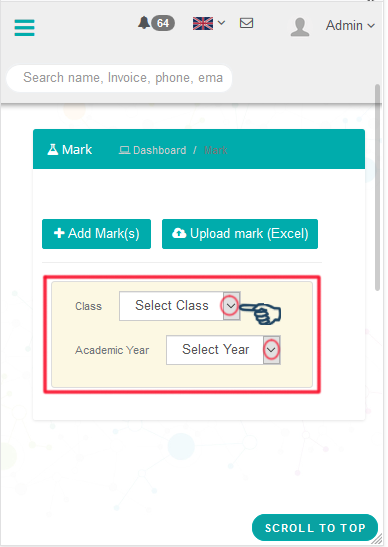 64
Admin
Search name, Invoice, phone, ema
Mark
Dashboard / Mark
Add Mark(s)
Upload mark (Excel)
Class
Select Class
Academic Year
Select Year
SCROLL TO TOP